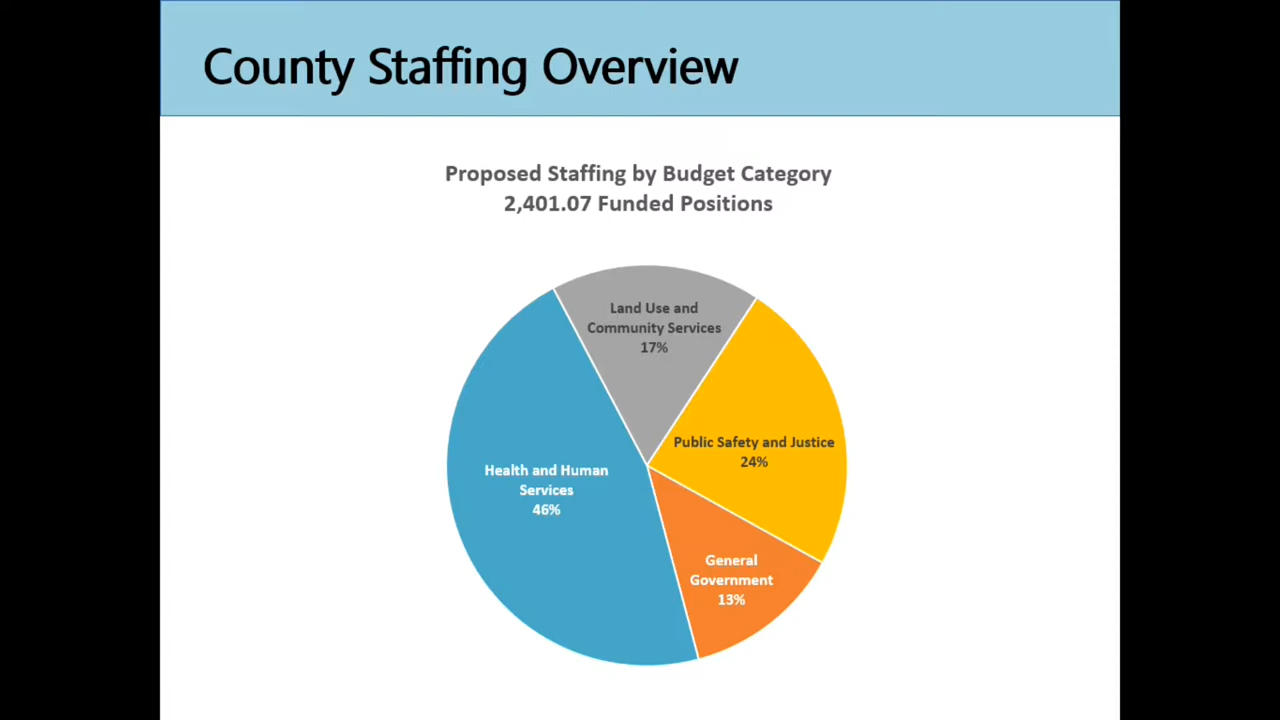 County Staffing Overview
Proposed Staffing by Budget Category
2,401.07 Funded Positions
Land Use and
Community Services
17%
Public Safety and Justice
24%
Health and Human
Services
46%
General
Government
13%